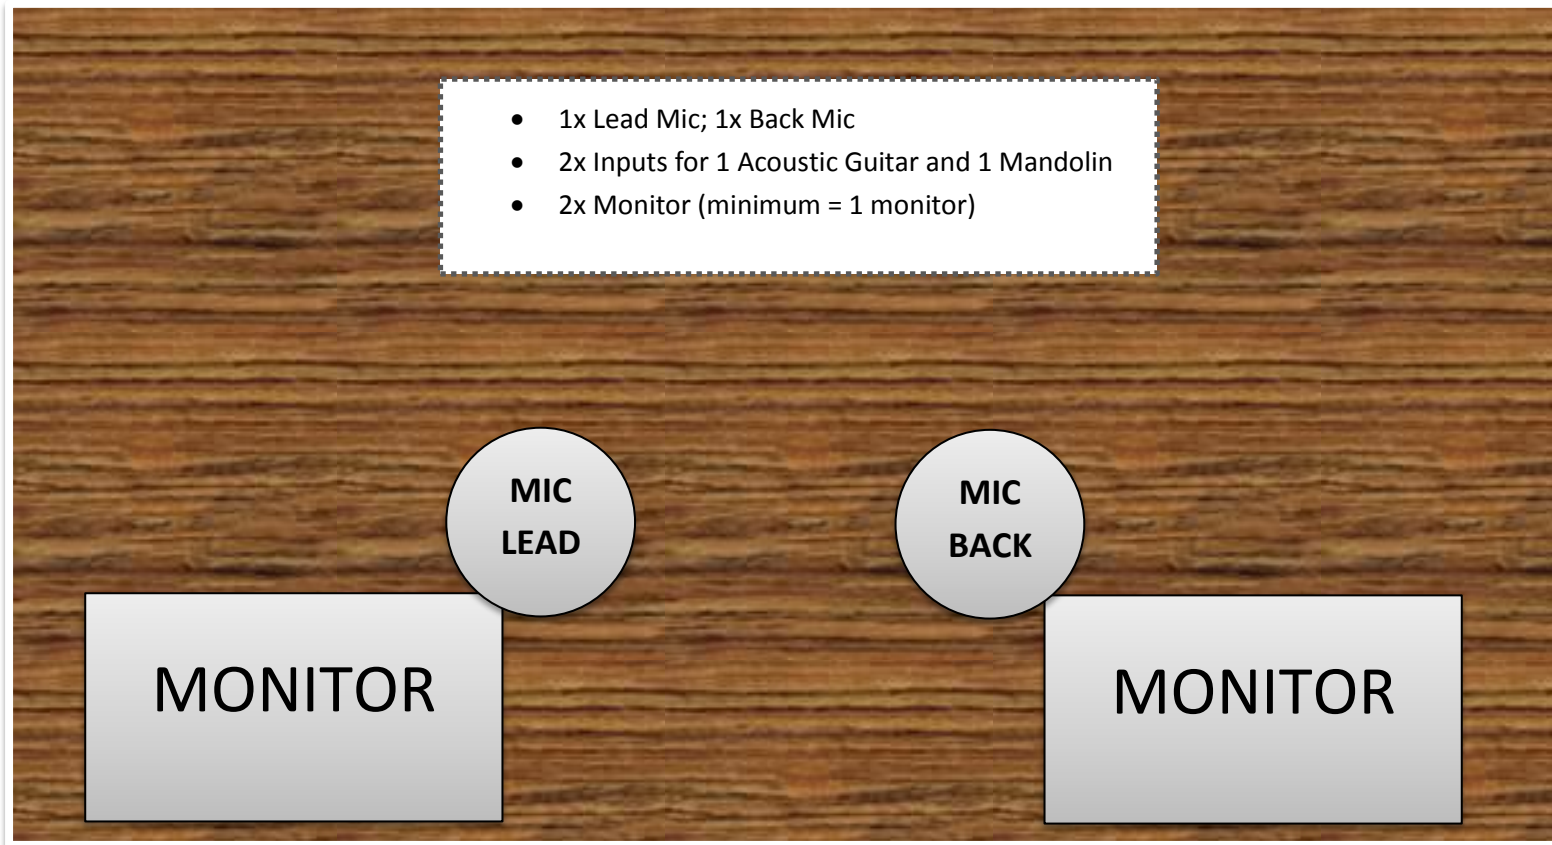 • 1x Lead Mic; 1x Back Mic
• 2x Inputs for 1 Acoustic Guitar and 1 Mandolin
• 2x Monitor (minimum = 1 monitor)
MIC
LEAD
MIC
BACK
MONITOR
MONITOR